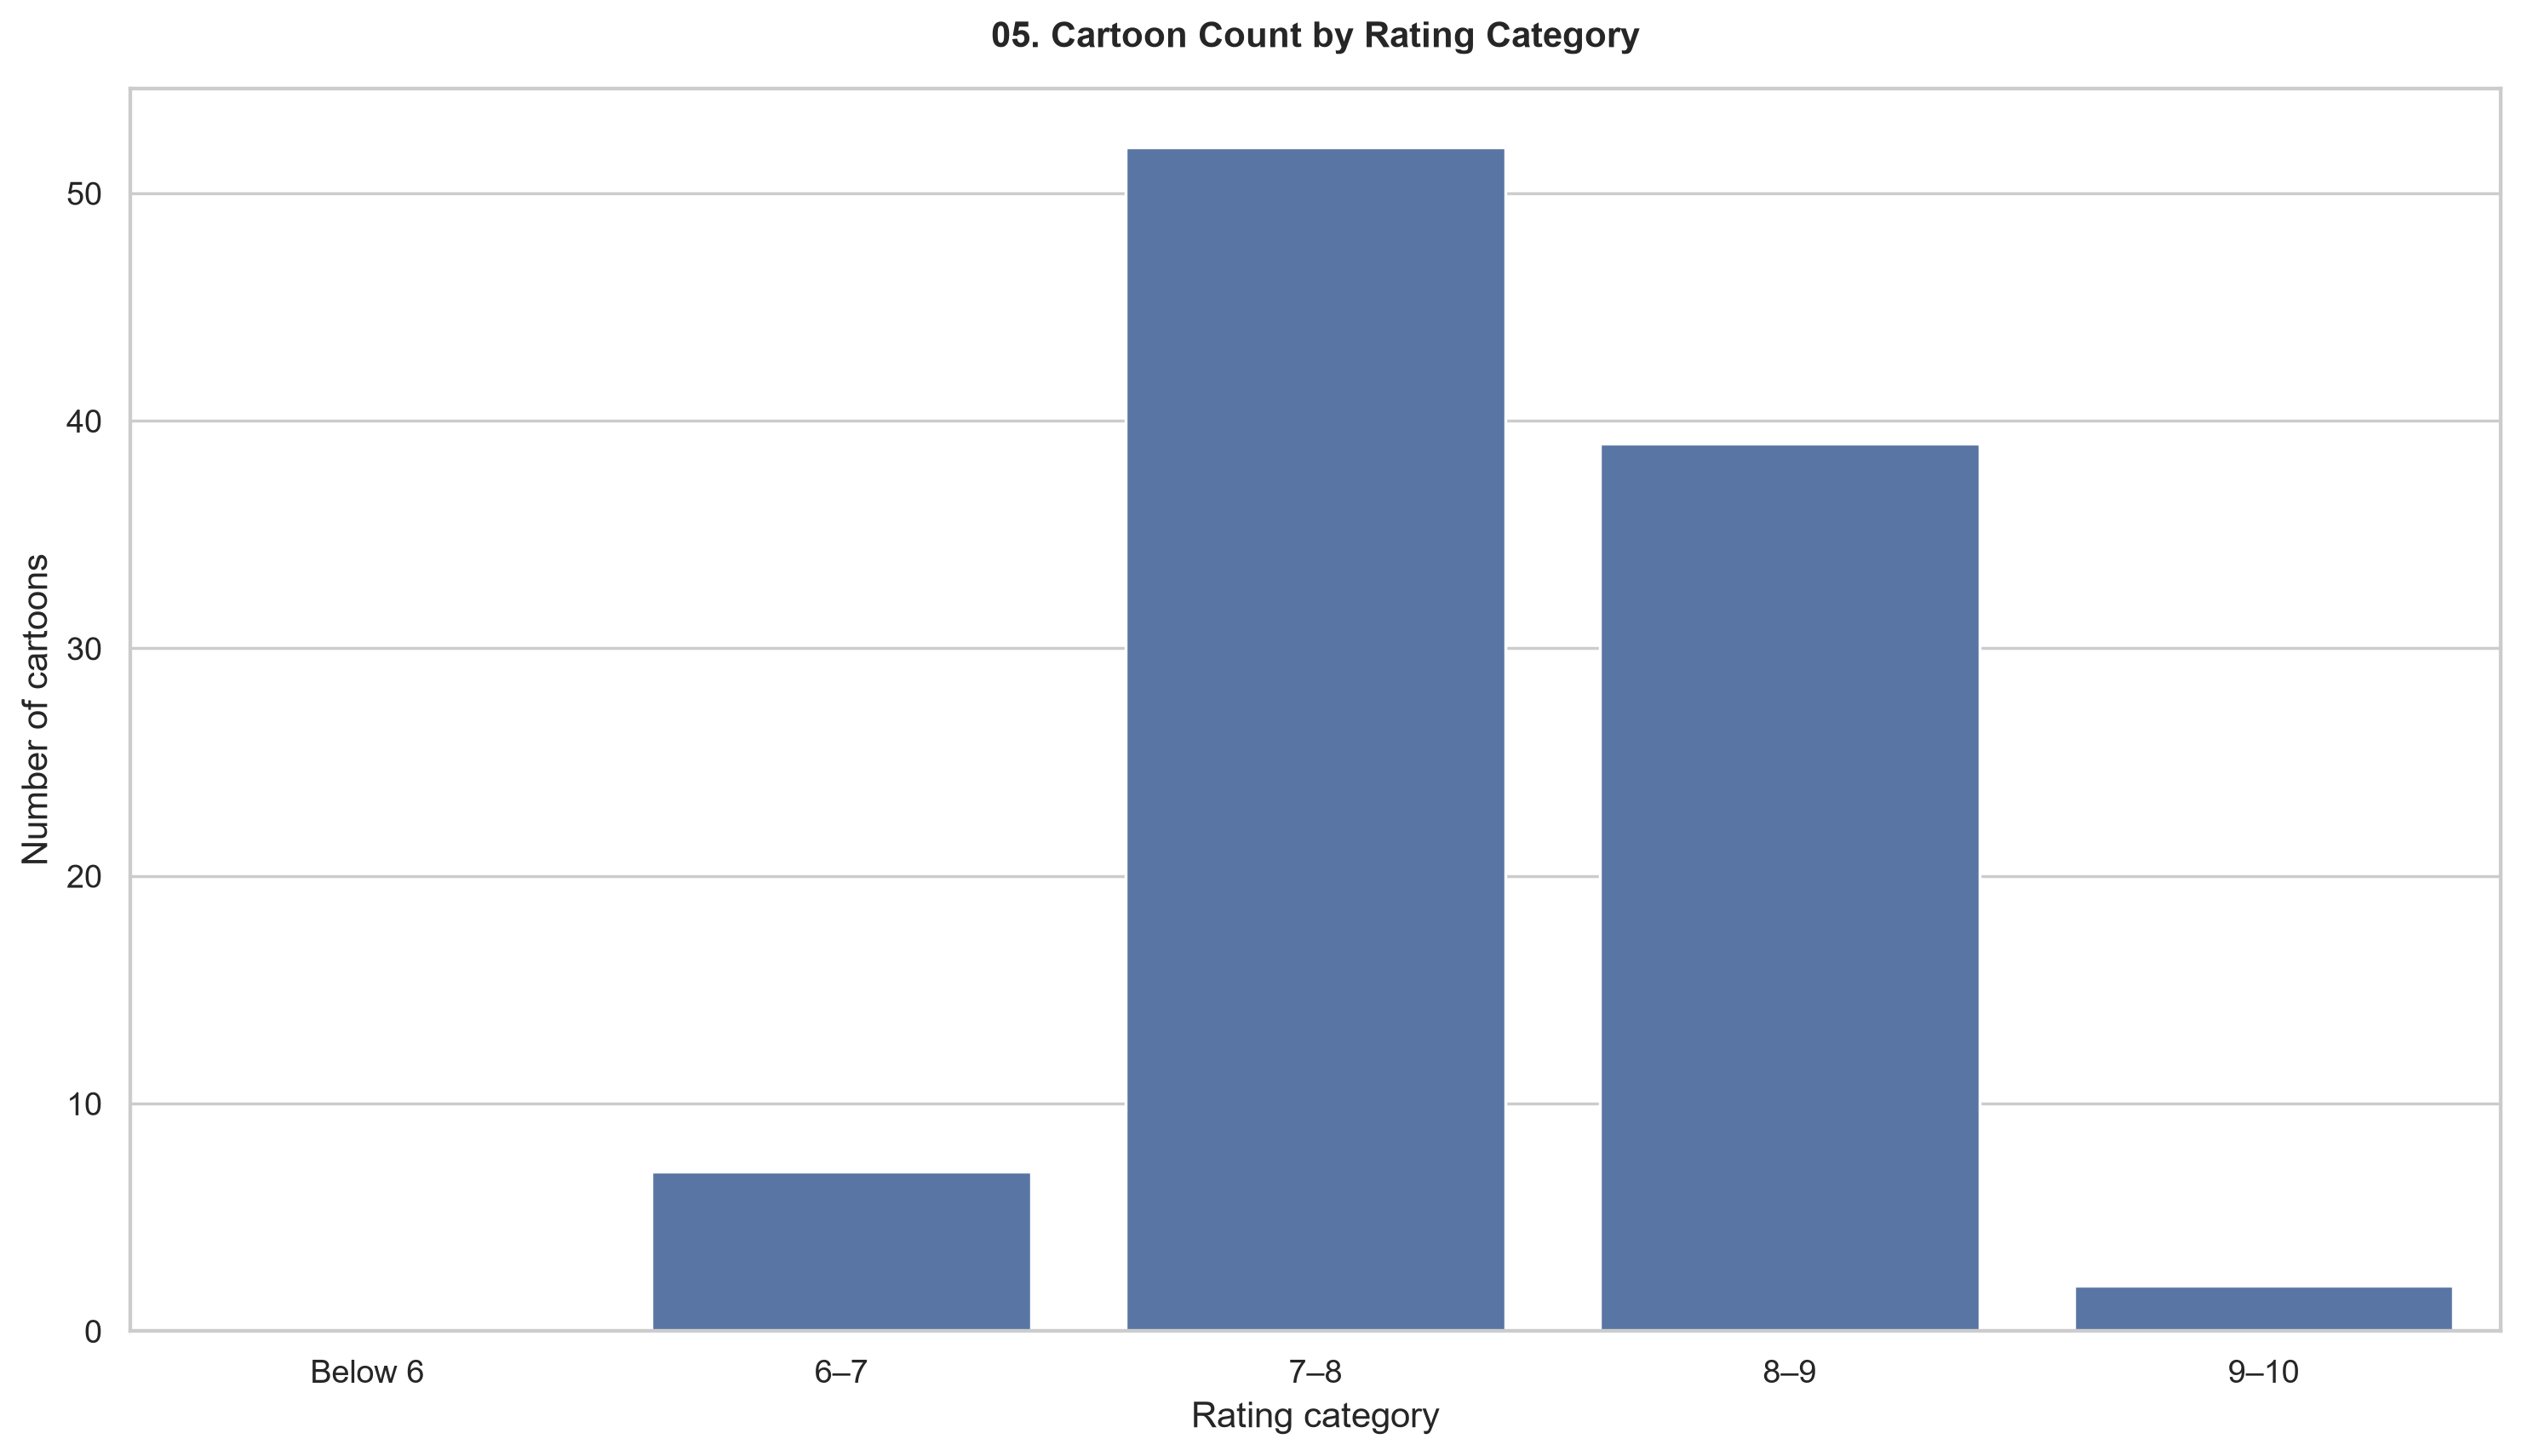 05. Cartoon Count by Rating Category
Number of cartoons
50
40
30
20
10
0
Below 6
6–7
7–8
8–9
9–10
Rating category